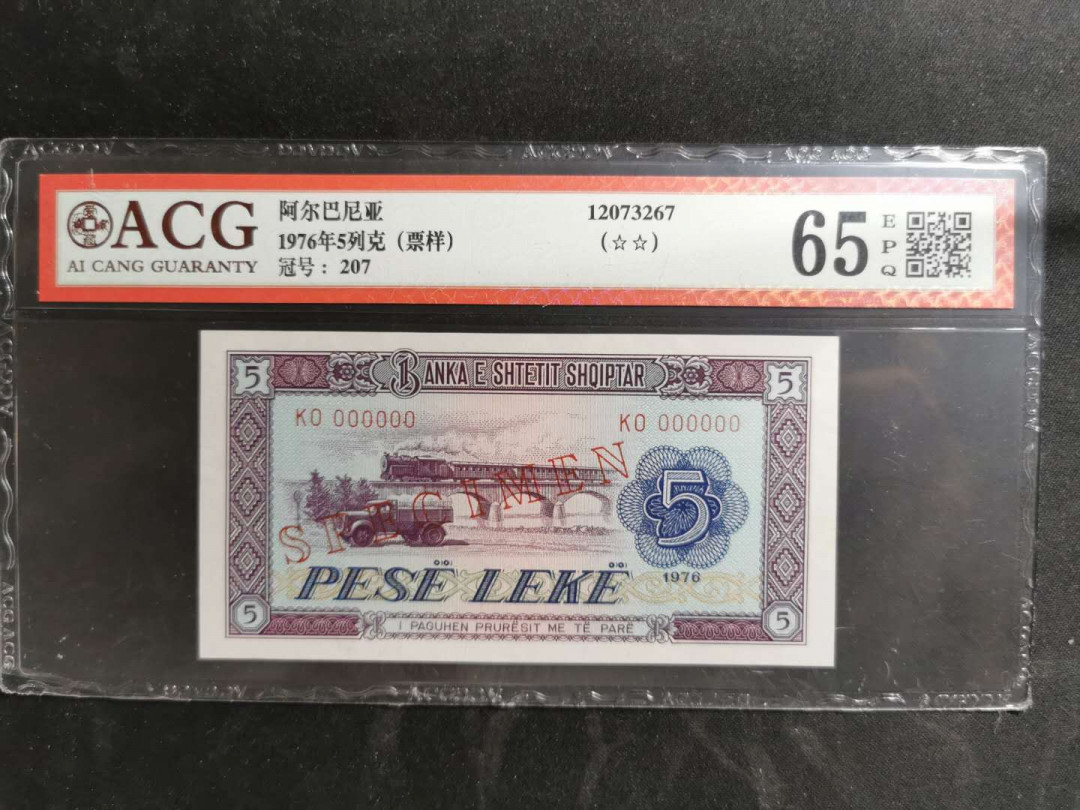 ACG
AI CANG GUARANTY
阿尔巴尼亚
1976年5列克（票样）
冠号：207
12073267
（☆☆）
65
EPQ
5
BANKA E SHTETIT SHQIPTAR
5
KO 000000
KO 000000
SPECIMEN
5
PESË LEKË
1976
5
I PAGUHEN PRURËSIT ME TË PARË
5